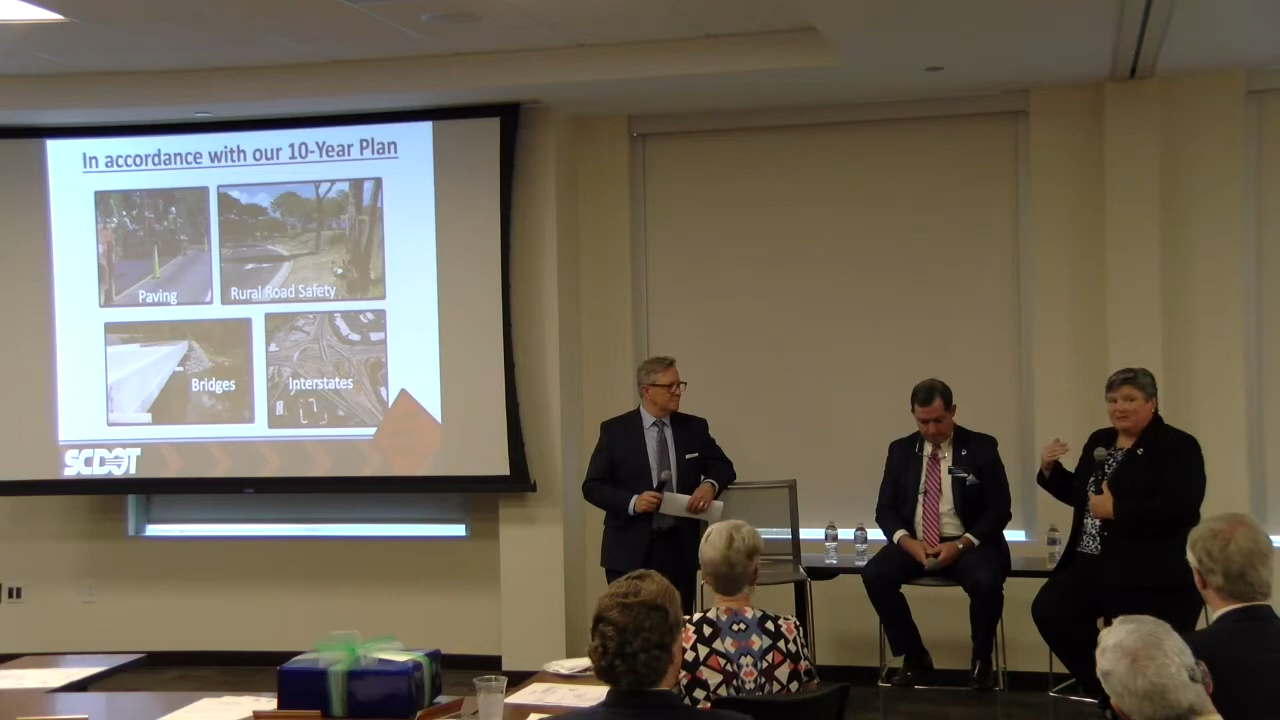 In accordance with our 10-Year Plan
Paving
Rural Road Safety
Bridges
Interstates
SCDOT